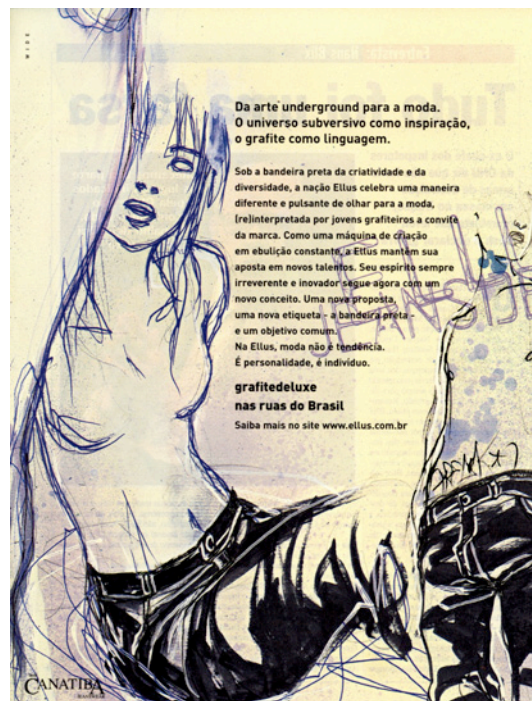 Da arte underground para a moda.
O universo subversivo como inspiração,
o grafite como linguagem.
Sob a bandeira preta da criatividade e da
diversidade, a nação Ellus celebra uma maneira
diferente e pulsante de olhar para a moda,
(re)interpretada por jovens grafiteiros a convite
da marca. Como uma máquina de criação
em ebulição constante, a Ellus mantém sua
aposta em novos talentos. Seu espírito sempre
irreverente e inovador segue agora com um
novo conceito. Uma nova proposta,
uma nova etiqueta - a bandeira preta -
e um objetivo comum.
Na Ellus, moda não é tendência.
É personalidade, é indivíduo.
grafitedeluxe
nas ruas do Brasil
Saiba mais no site www.ellus.com.br
CANATIBA